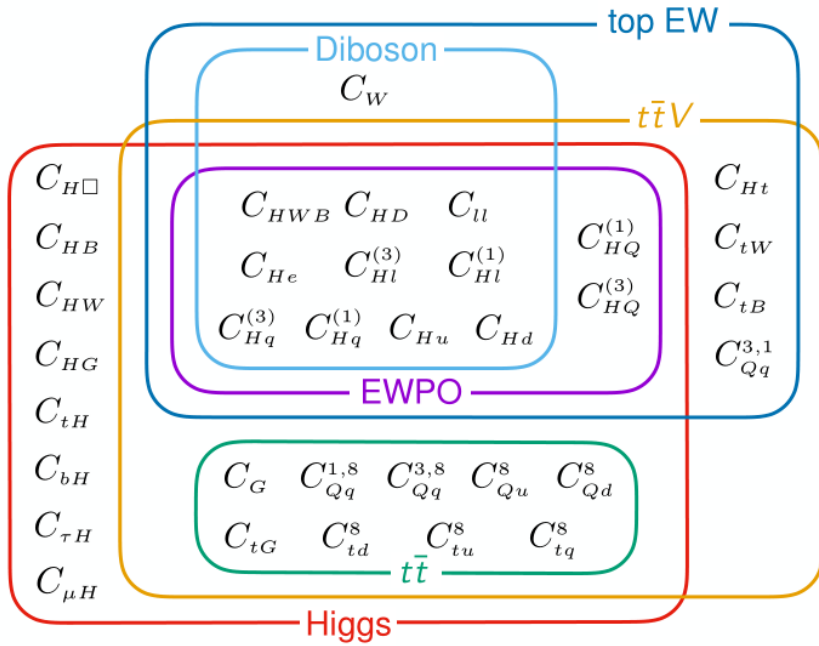 top EW
Diboson
C_W
t\bar{t}V
C_{H□}
C_{HB}
C_{HW}
C_{HG}
C_{tH}
C_{bH}
C_{τH}
C_{μH}
C_{HWB} C_{HD} C_{ll}
C_{He} C_{Hl}^{(3)} C_{Hl}^{(1)}
C_{Hq}^{(3)} C_{Hq}^{(1)} C_{Hu} C_{Hd}
C_{HQ}^{(1)}
C_{HQ}^{(3)}
C_{Ht}
C_{tW}
C_{tB}
C_{Qq}^{3,1}
EWPO
C_G C_{Qq}^{1,8} C_{Qq}^{3,8} C_{Qu}^{8} C_{Qd}^{8}
C_{tG} C_{td}^{8} C_{tu}^{8} C_{tq}^{8}
t\bar{t}
Higgs